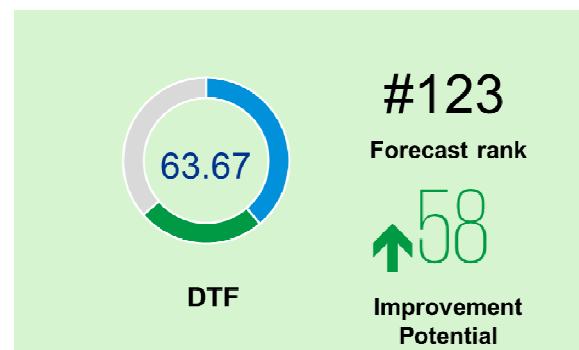 63.67
DTF
#123
Forecast rank
58
Improvement
Potential